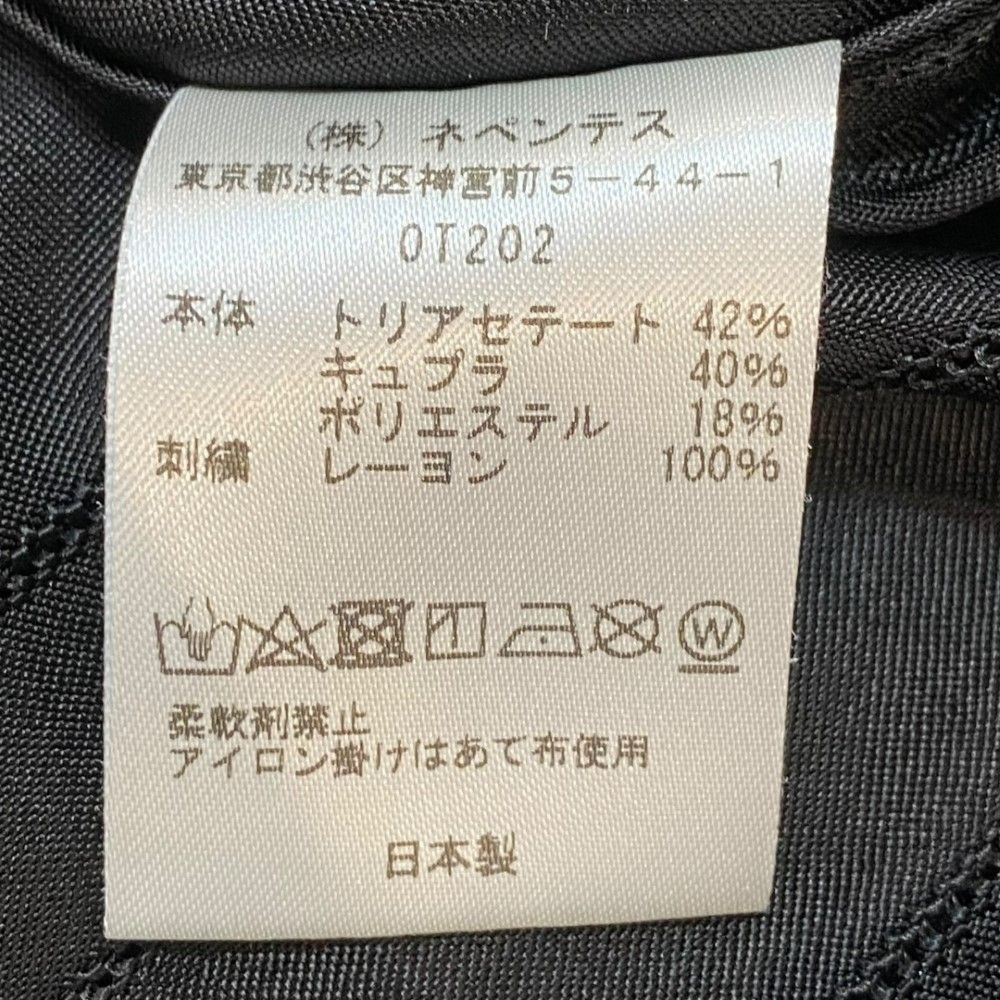 (株) ネペンテス
東京都渋谷区神宮前5-44-1
OT202
本体 トリアセテート 42%
キュプラ 40%
ポリエステル 18%
刺繍 レーヨン 100%
W
柔軟剤禁止
アイロン掛けはあて布使用
日本製